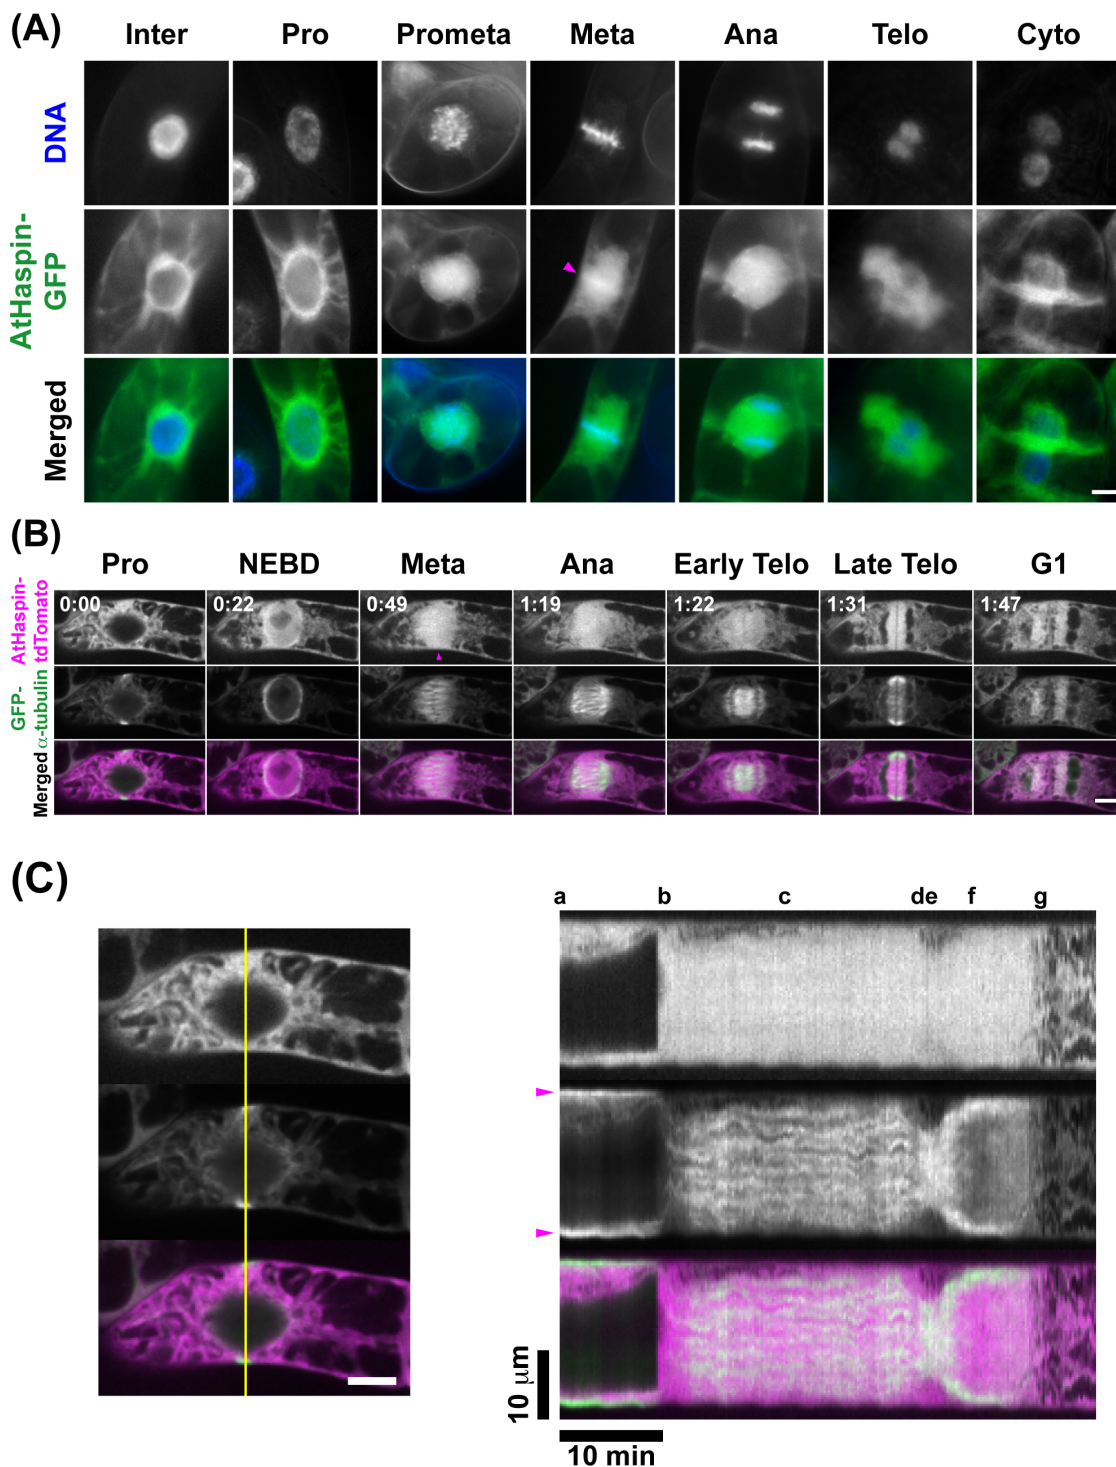 (A)
Inter Pro Prometa Meta Ana Telo Cyto
DNA
AtHaspin-
GFP
Merged
(B)
Pro NEBD Meta Ana Early Telo Late Telo G1
AtHaspin-
tdTomato
0:00 0:22 0:49 1:19 1:22 1:31 1:47
GFP-
α-tubulin
Merged
(C)
a b c d e f g
10 μm
10 min